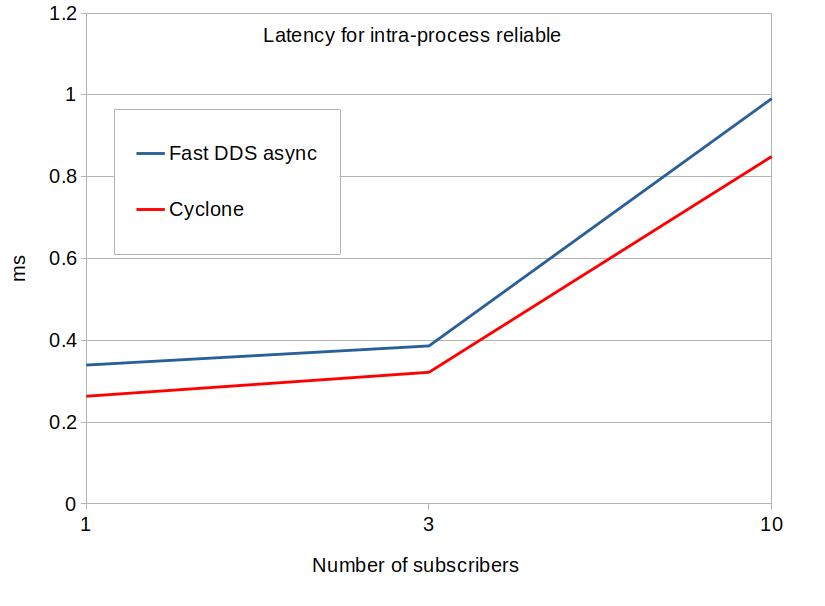 Latency for intra-process reliable
1.2
1
0.8
0.6
0.4
0.2
0
ms
Fast DDS async
Cyclone
1
3
10
Number of subscribers